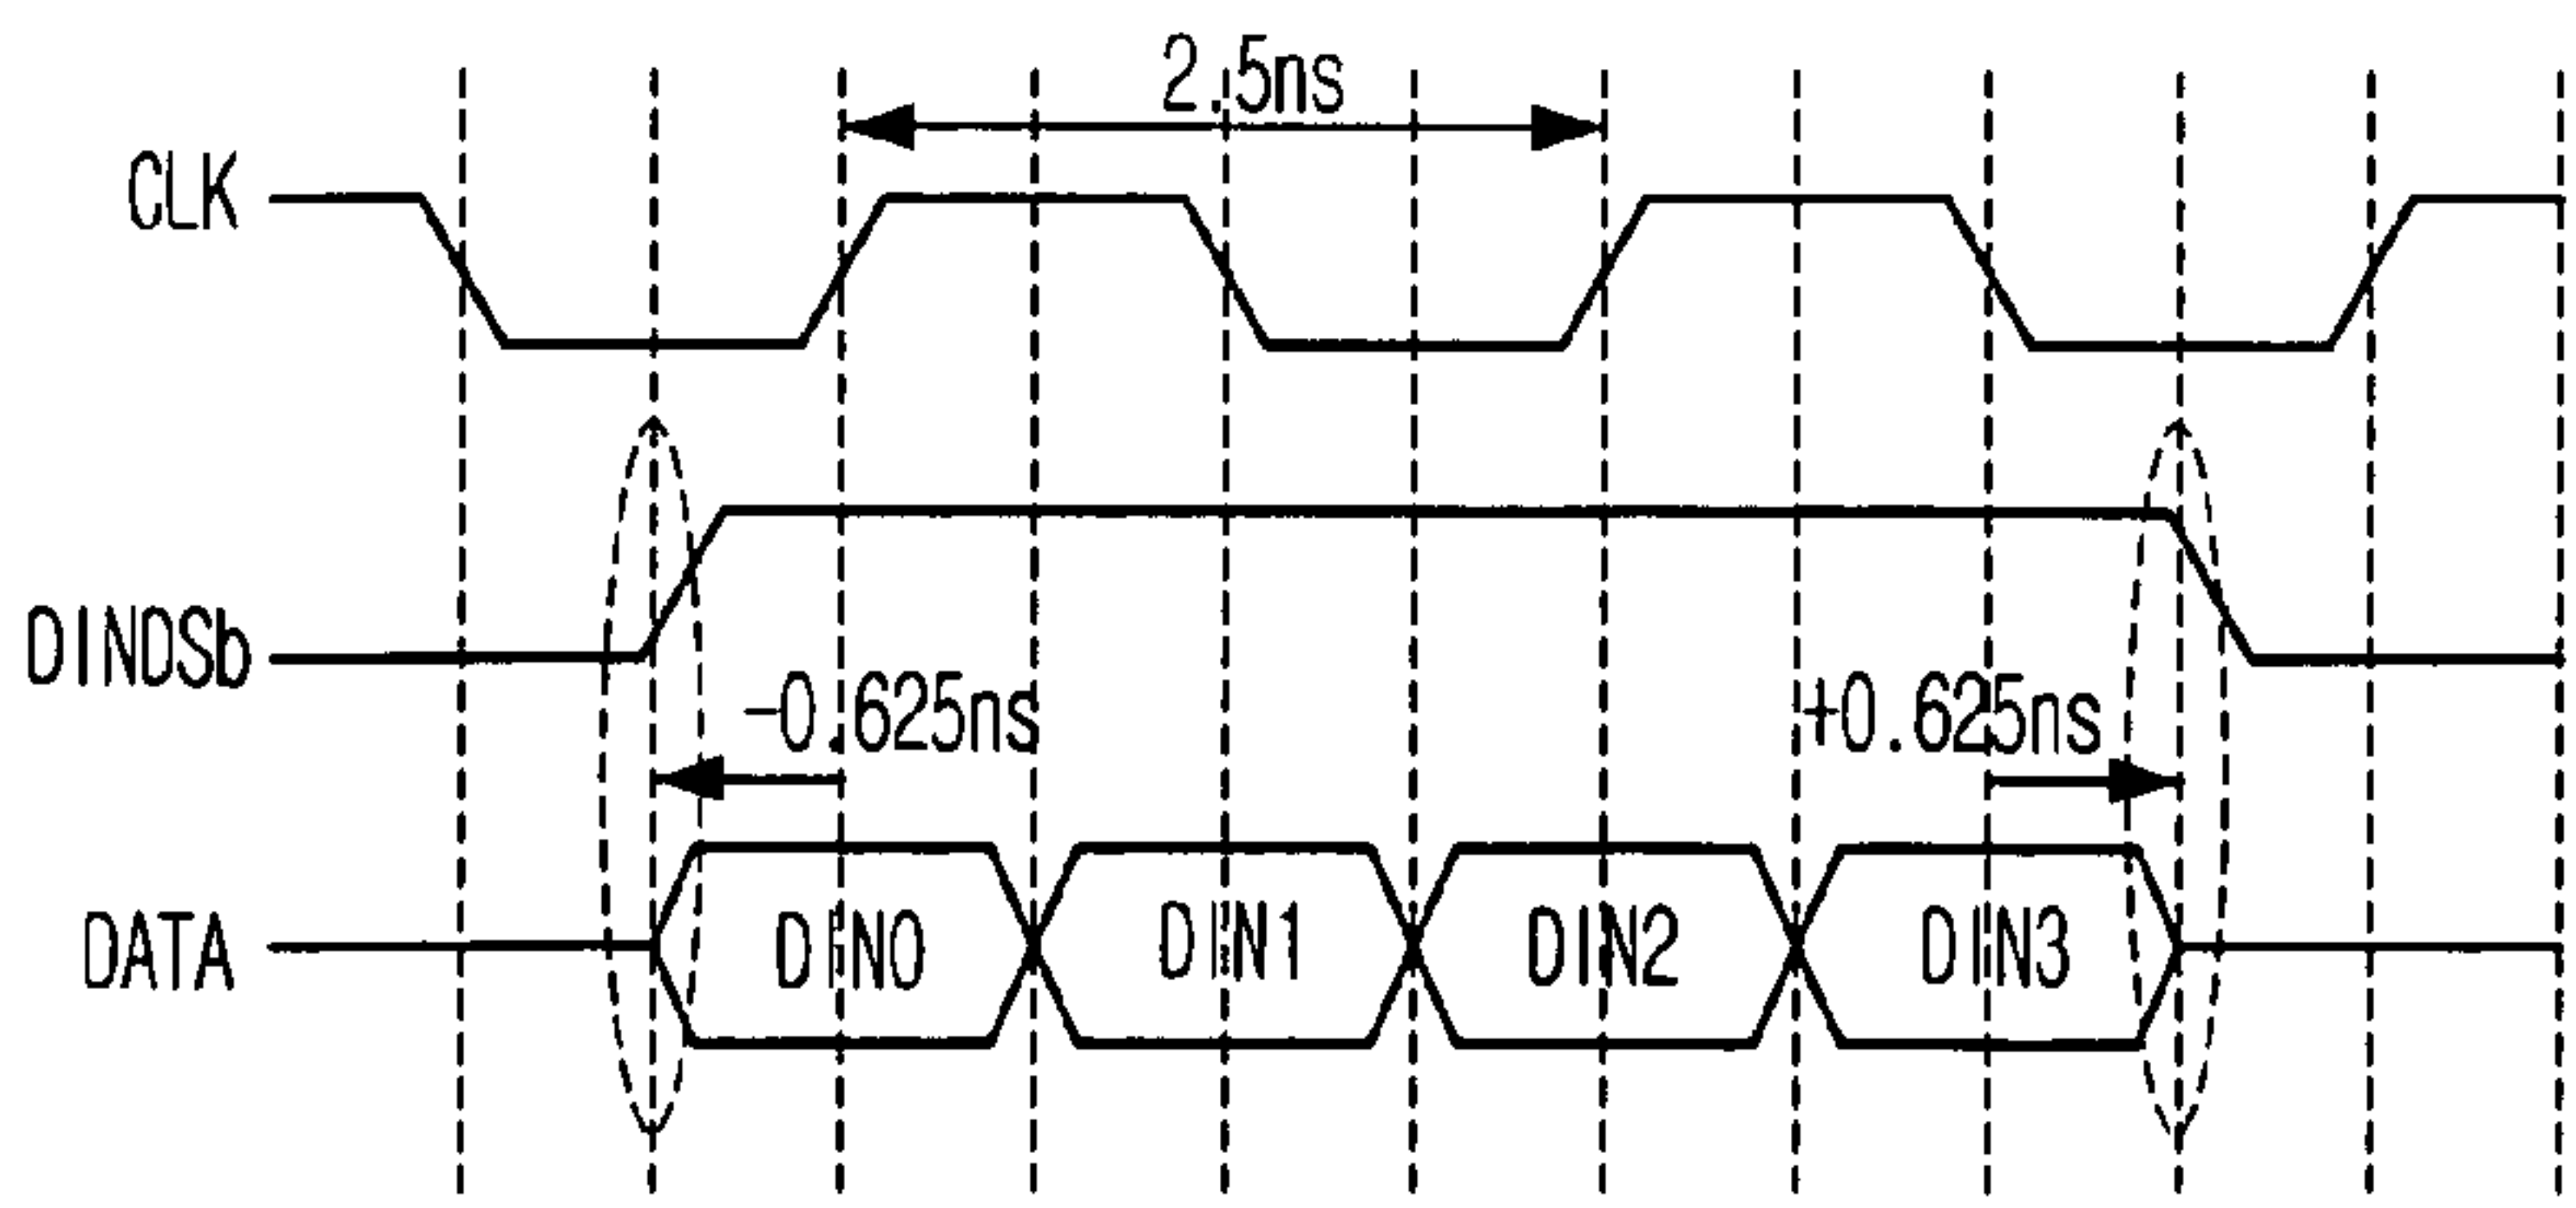 2.5ns
CLK
DINDSb
-0.625ns
+0.625ns
DATA
DIN0
DIN1
DIN2
DIN3